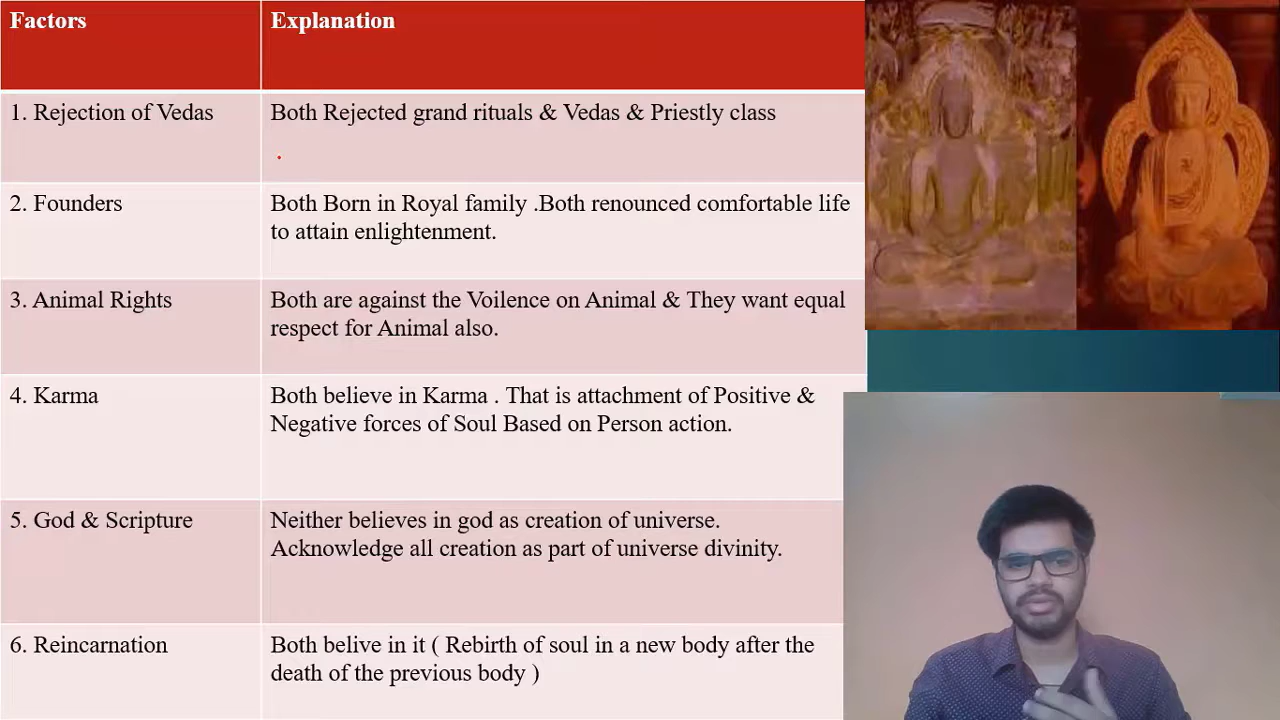 Factors
Explanation
1. Rejection of Vedas
Both Rejected grand rituals & Vedas & Priestly class
.
2. Founders
Both Born in Royal family .Both renounced comfortable life
to attain enlightenment.
3. Animal Rights
Both are against the Voilence on Animal & They want equal
respect for Animal also.
4. Karma
Both believe in Karma . That is attachment of Positive &
Negative forces of Soul Based on Person action.
5. God & Scripture
Neither believes in god as creation of universe.
Acknowledge all creation as part of universe divinity.
6. Reincarnation
Both belive in it ( Rebirth of soul in a new body after the
death of the previous body )